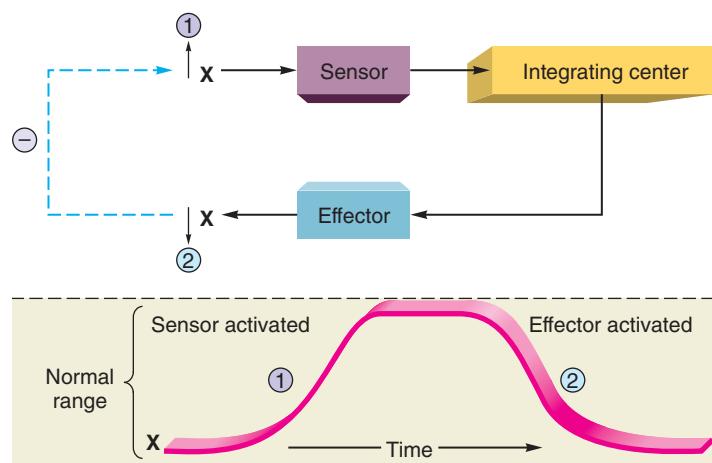 1
X
Sensor
Integrating center
−
X
Effector
2
Sensor activated
Effector activated
Normal
range
1
2
X
Time